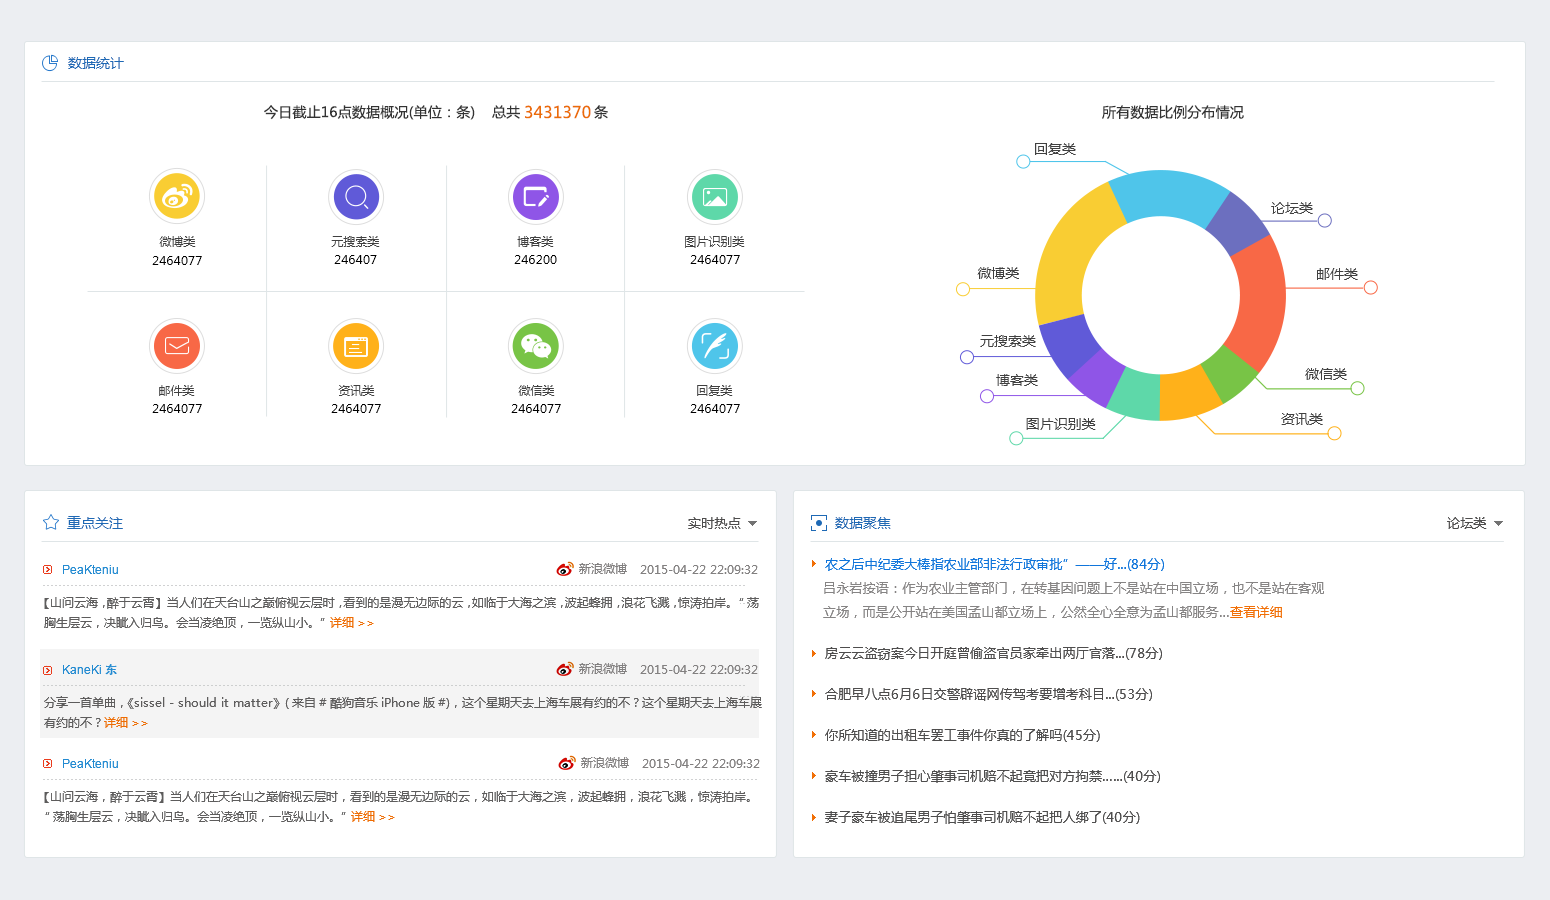 数据统计
今日截止16点数据概况(单位：条) 总共 3431370 条
所有数据比例分布情况
微博类
2464077
元搜索类
246407
博客类
246200
图片识别类
2464077
邮件类
2464077
资讯类
2464077
微信类
2464077
回复类
2464077
回复类
论坛类
微博类
邮件类
元搜索类
微信类
博客类
资讯类
图片识别类
重点关注
实时热点
PeaKteniu
新浪微博 2015-04-22 22:09:32
【山问云海，醉于云霄】当人们在天台山之巅俯视云层时，看到的是漫无边际的云，如临于大海之滨，波起蜂拥，浪花飞溅，惊涛拍岸。“ 荡
胸生层云，决眦入归鸟。会当凌绝顶，一览纵山小。” 详细 >>
KaneKi 东
新浪微博 2015-04-22 22:09:32
分享一首单曲，《sissel - should it matter》( 来自 # 酷狗音乐 iPhone 版 #)，这个星期天去上海车展有约的不？这个星期天去上海车展
有约的不？详细 >>
PeaKteniu
新浪微博 2015-04-22 22:09:32
【山问云海，醉于云霄】当人们在天台山之巅俯视云层时，看到的是漫无边际的云，如临于大海之滨，波起蜂拥，浪花飞溅，惊涛拍岸。
“ 荡胸生层云，决眦入归鸟。会当凌绝顶，一览纵山小。” 详细 >>
数据聚焦
论坛类
农之后中纪委大棒指农业部非法行政审批”——好...(84分)
吕永岩按语：作为农业主管部门，在转基因问题上不是站在中国立场，也不是站在客观
立场，而是公开站在美国孟山都立场上，公然全心全意为孟山都服务...查看详细
房云云盗窃案今日开庭曾偷盗官员家牵出两厅官落...(78分)
合肥早八点6月6日交警辟谣网传驾考要增考科目...(53分)
你所知道的出租车罢工事件你真的了解吗(45分)
豪车被撞男子担心肇事司机赔不起竟把对方拘禁......(40分)
妻子豪车被追尾男子怕肇事司机赔不起把人绑了(40分)